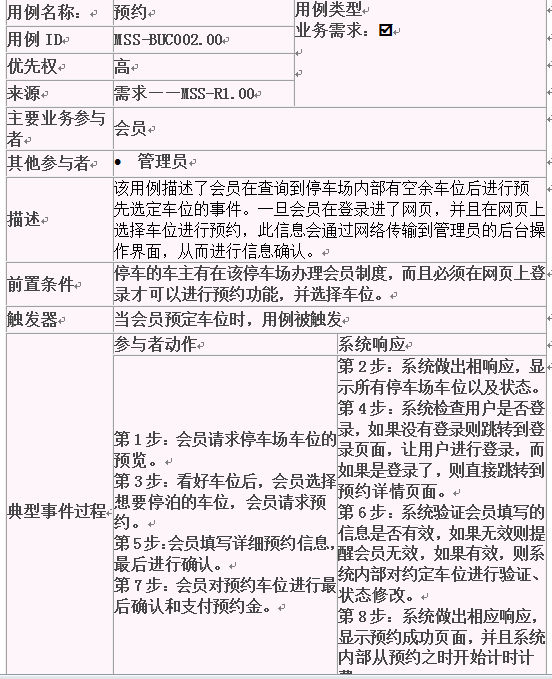 用例名称： 预约
用例类型
业务需求：☑
用例 ID MSS-BUC002.00
优先权 高
来源 需求——MSS-R1.00
主要业务参与
者
会员
其他参与者 • 管理员
描述
该用例描述了会员在查询到停车场内部有空余车位后进行预
先选定车位的事件。一旦会员在登录进了网页，并且在网页上
选择车位进行预约，此信息会通过网络传输到管理员的后台操
作界面，从而进行信息确认。
前置条件
停车的车主有在该停车场办理会员制度，而且必须在网页上登
录才可以进行预约功能，并选择车位。
触发器 当会员预定车位时，用例被触发
典型事件过程
参与者动作
第 1 步：会员请求停车场车位的
预览。
第 3 步：看好车位后，会员选择
想要停泊的车位，会员请求预
约。
第 5 步：会员填写详细预约信息，
最后进行确认。
第 7 步：会员对预约车位进行最
后确认和支付预约金。
系统响应
第 2 步：系统做出相响应，显
示所有停车场车位以及状态。
第 4 步：系统检查用户是否登
录，如果没有登录则跳转到登
录页面，让用户进行登录，而
如果是登录了，则直接跳转到
预约详情页面。
第 6 步：系统验证会员填写的
信息是否有效，如果无效则提
醒会员无效，如果有效，则系
统内部对约定车位进行验证、
状态修改。
第 8 步：系统做出相应响应，
显示预约成功页面，并且系统
内部从预约之时开始计时计